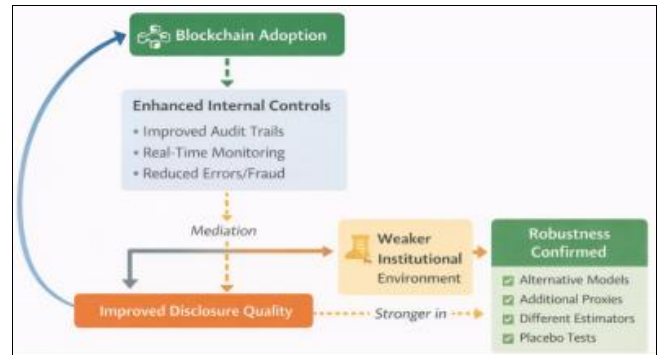 Blockchain Adoption
Enhanced Internal Controls
• Improved Audit Trails
• Real-Time Monitoring
• Reduced Errors/Fraud
Mediation
Weaker
Institutional
Environment
Robustness
Confirmed
Alternative Models
Additional Proxies
Different Estimators
Placebo Tests
Improved Disclosure Quality
Stronger in